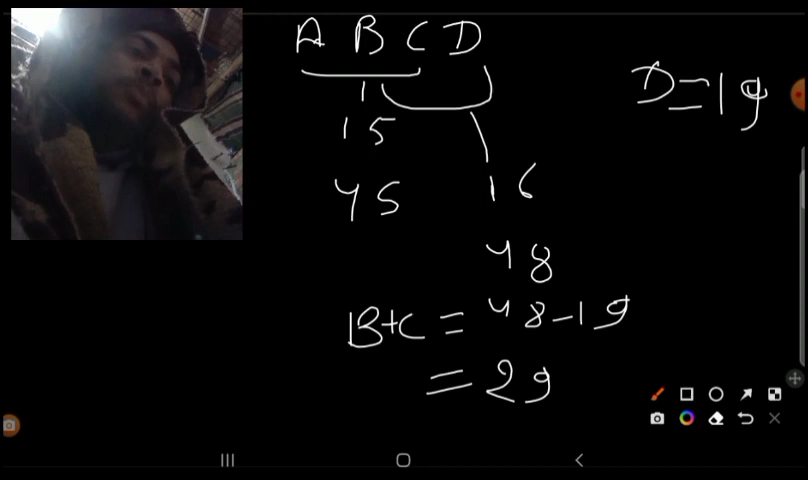 A B C D
D = 19
15
45
16
48
B+C = 48-19
= 29